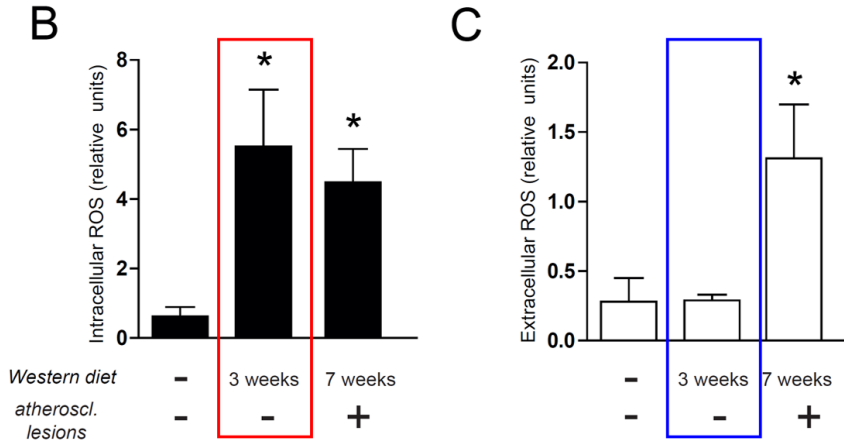 B
C
Intracellular ROS (relative units)
8
6
4
2
0
*
*
Extracellular ROS (relative units)
2.0
1.5
1.0
0.5
0.0
*
Western diet - 3 weeks 7 weeks - 3 weeks 7 weeks
atheroscl.
lesions - - + - - +